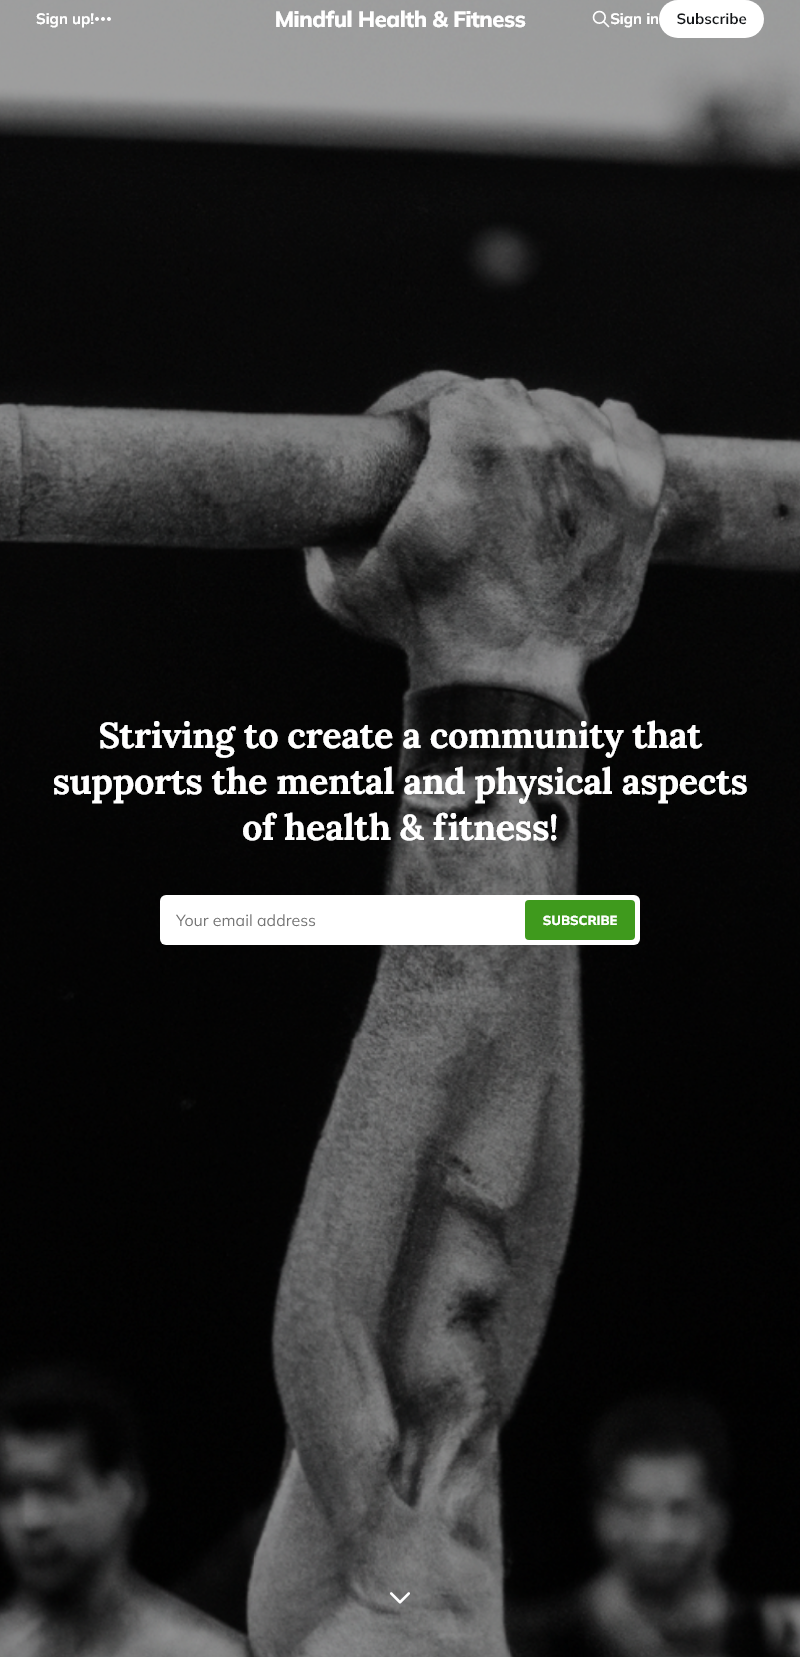 Sign up!•••
Mindful Health & Fitness
Sign in
Subscribe
Striving to create a community that
supports the mental and physical aspects
of health & fitness!
Your email address
SUBSCRIBE